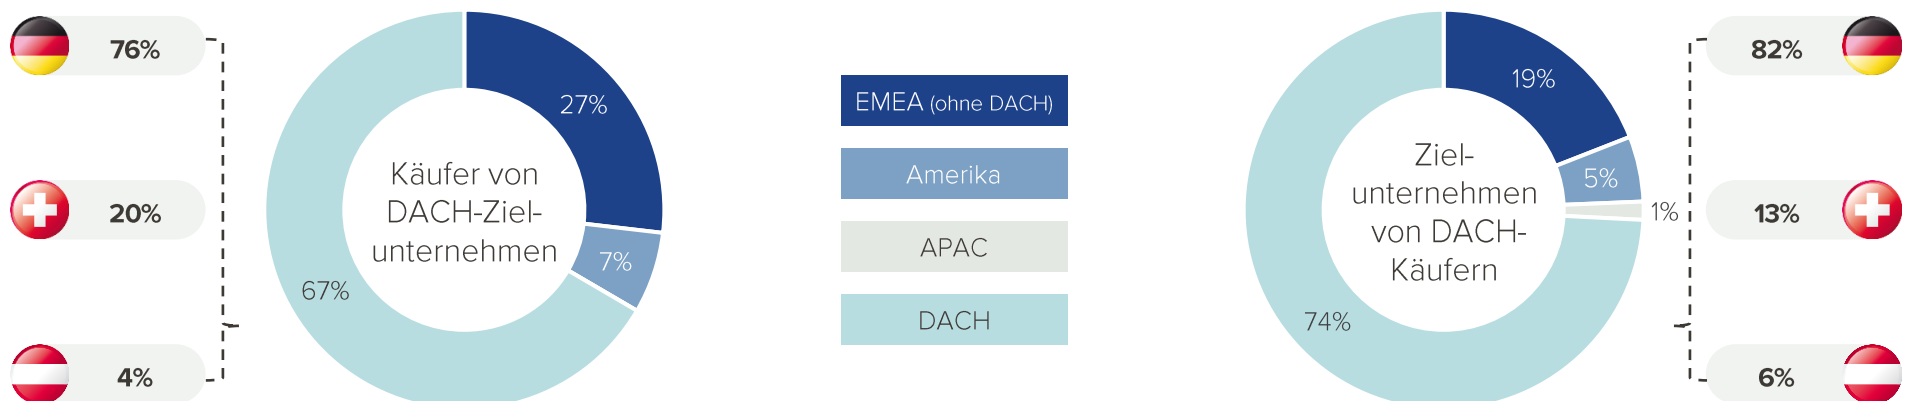 76%
20%
4%
27%
7%
67%
Käufer von
DACH-Ziel-
unternehmen
EMEA (ohne DACH)
Amerika
APAC
DACH
19%
5%
1%
74%
Ziel-
unternehmen
von DACH-
Käufern
82%
13%
6%